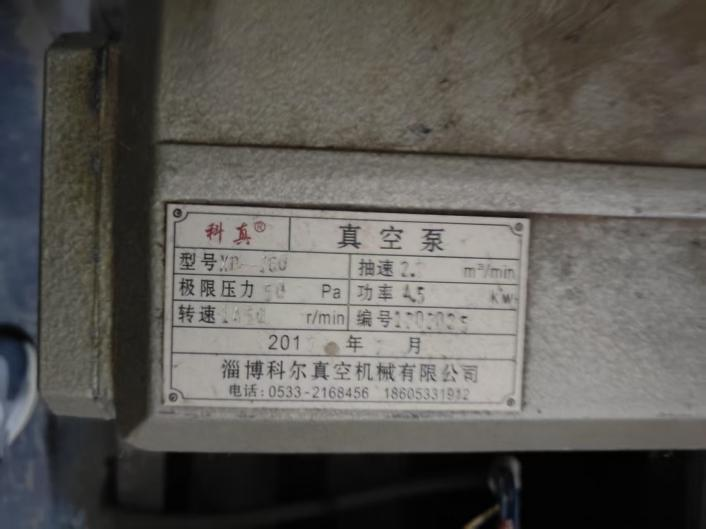 科真®
真空泵
型号
抽速 m³/min
极限压力 Pa
功率 4.5 KW
转速 r/min
编号
201 年 月
淄博科尔真空机械有限公司
电话:0533-2168456 18605331912